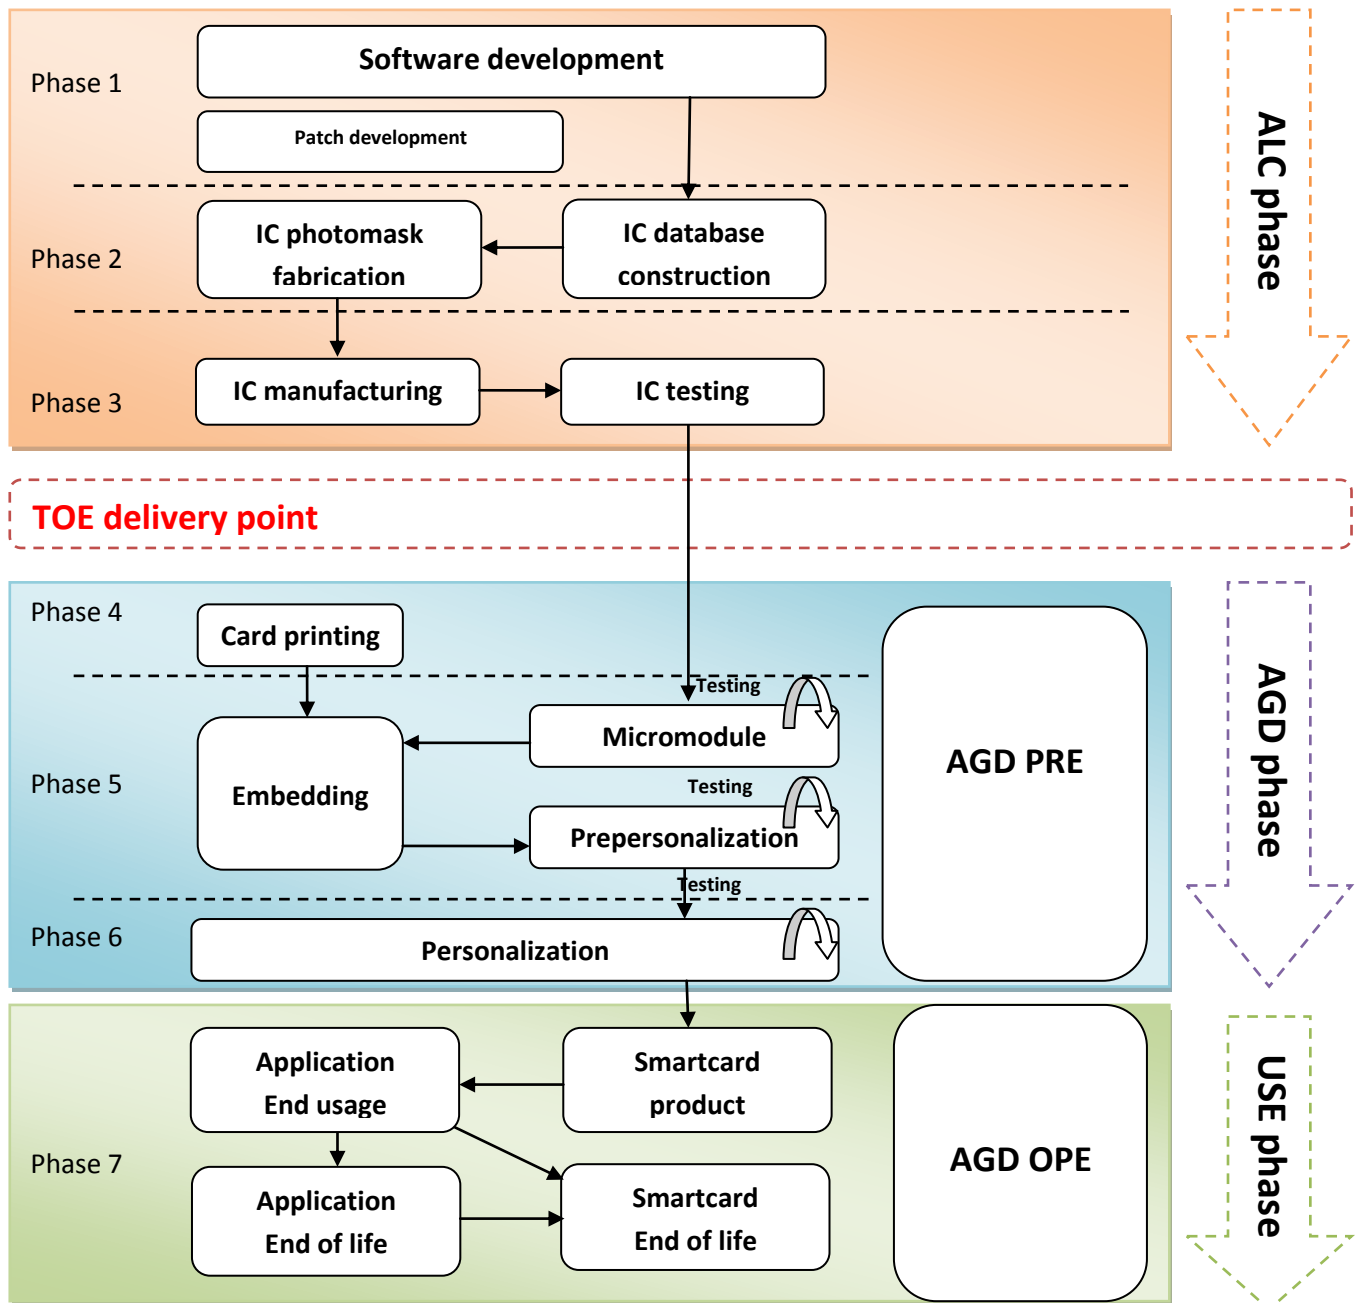 Phase 1
Software development
Patch development
Phase 2
IC photomask
fabrication
IC database
construction
Phase 3
IC manufacturing
IC testing
ALC phase
TOE delivery point
Phase 4
Card printing
Testing
Micromodule
Phase 5
Embedding
Testing
Prepersonalization
Testing
Phase 6
Personalization
AGD PRE
AGD phase
Phase 7
Application
End usage
Smartcard
product
Application
End of life
Smartcard
End of life
AGD OPE
USE phase